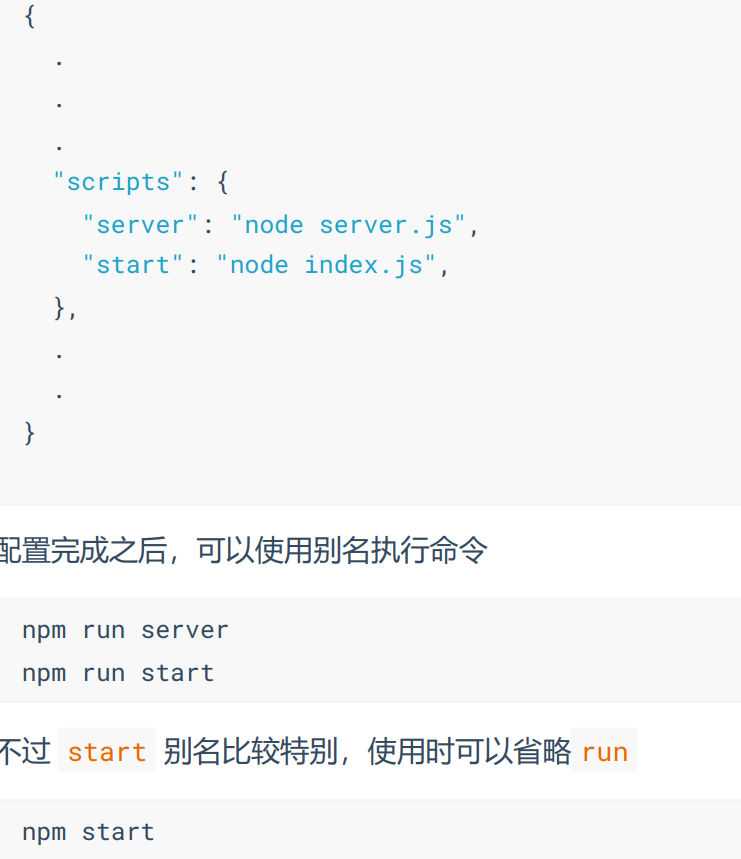 {
.
.
.
"scripts": {
"server": "node server.js",
"start": "node index.js",
},
.
.
}
配置完成之后，可以使用别名执行命令
npm run server
npm run start
不过 start 别名比较特别，使用时可以省略 run
npm start